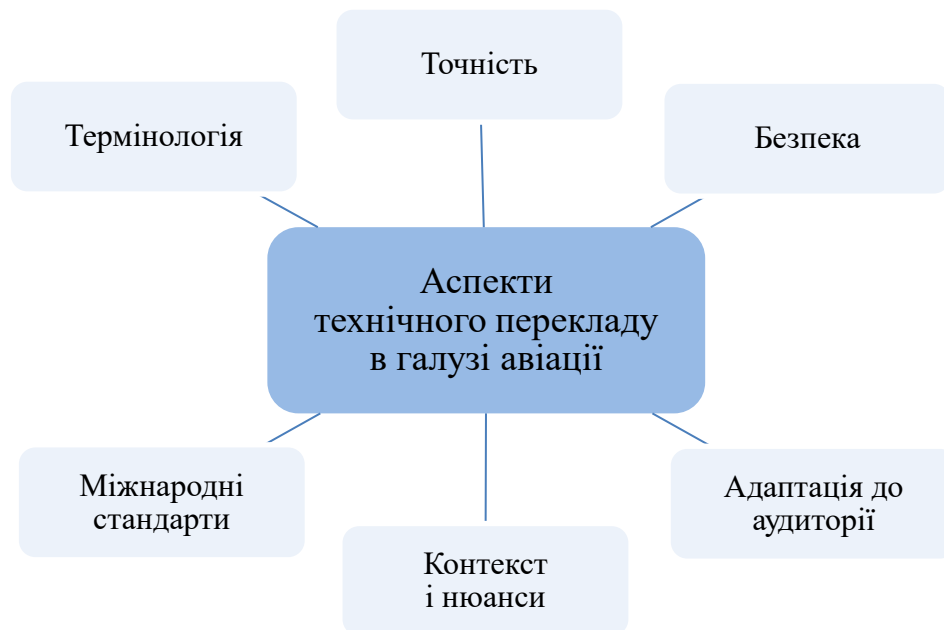 Точність
Термінологія
Безпека
Аспекти
технічного перекладу
в галузі авіації
Міжнародні
стандарти
Адаптація до
аудиторії
Контекст
і нюанси